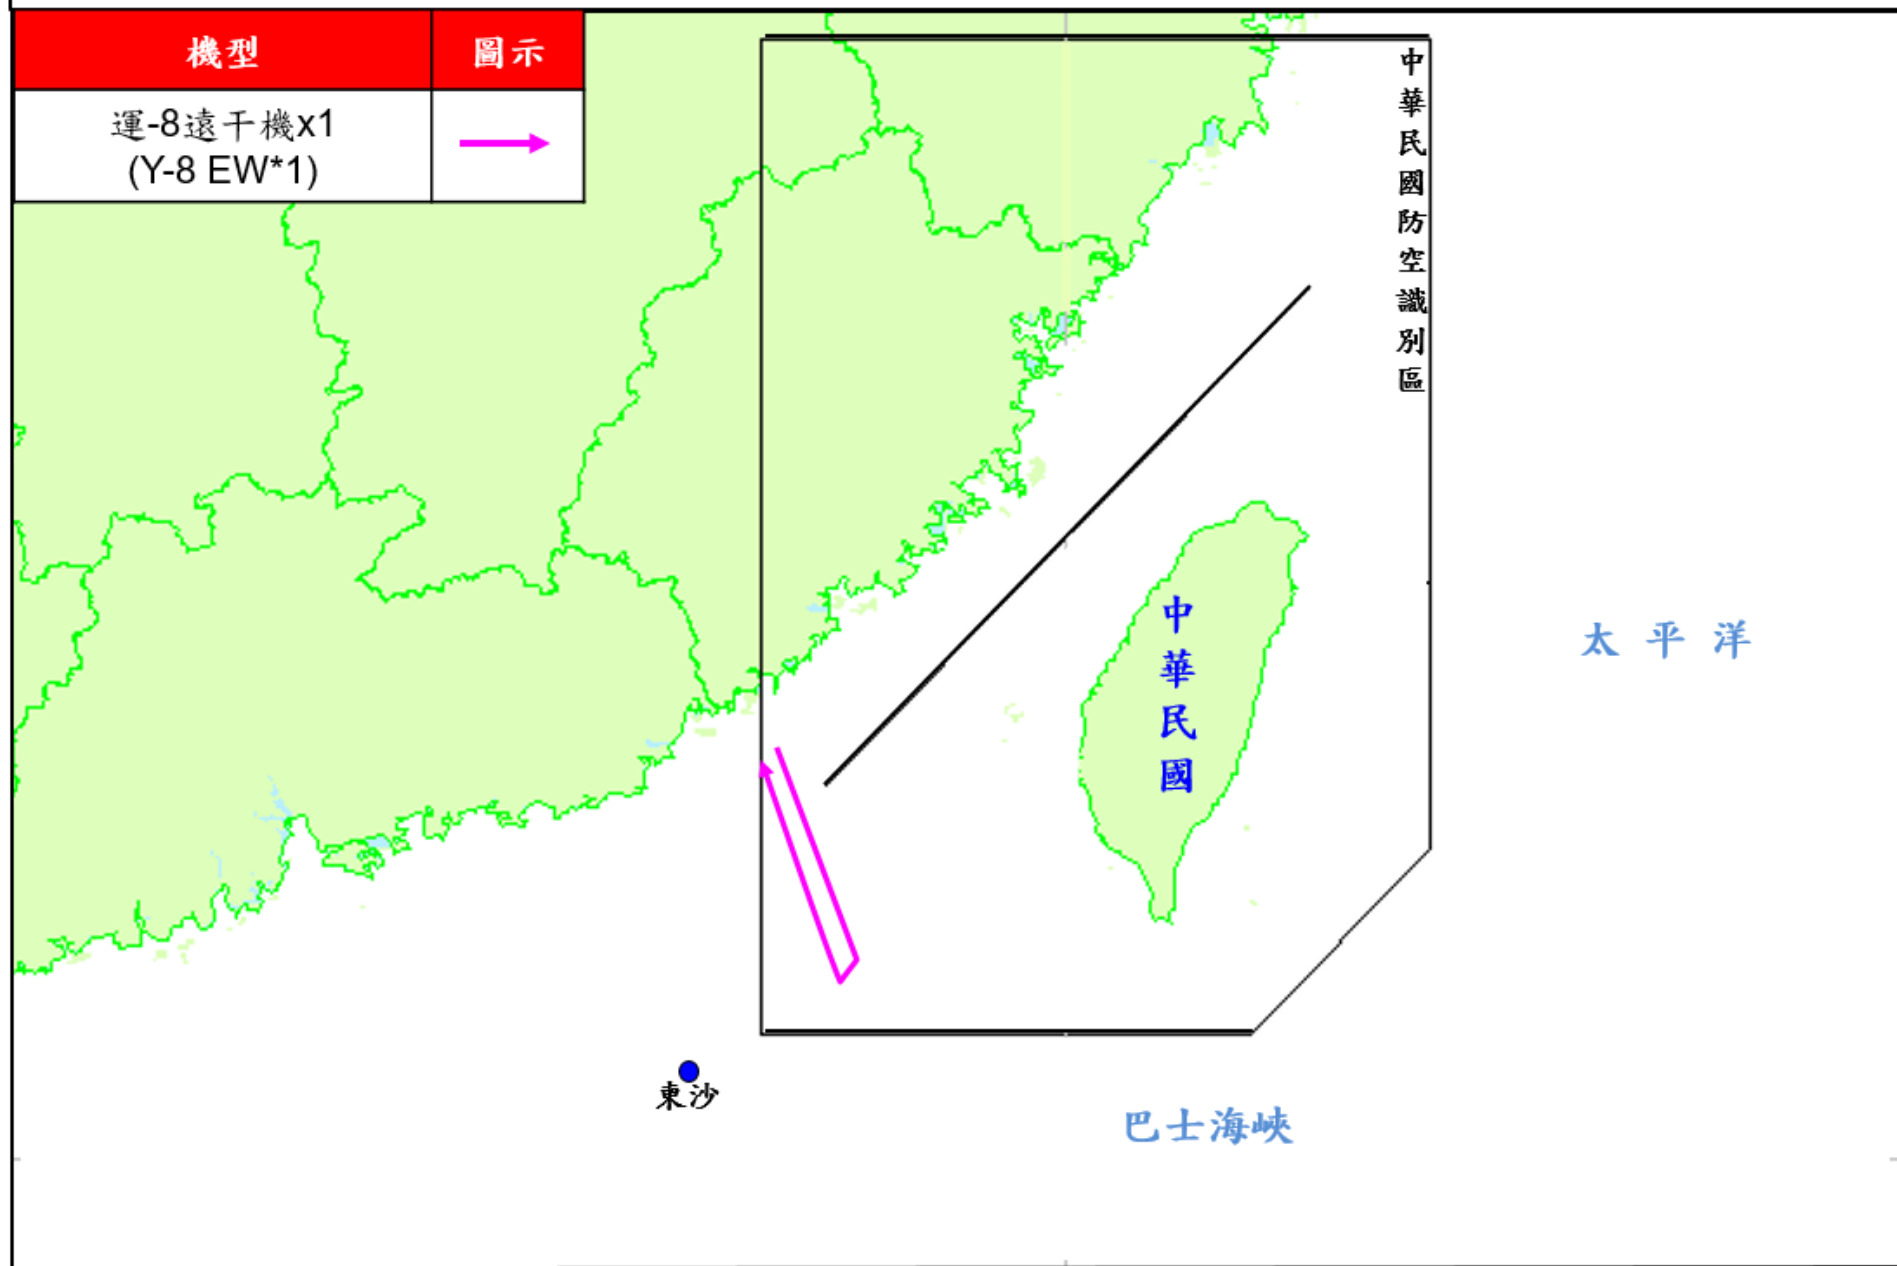 機型
圖示
運-8遠干機x1
(Y-8 EW*1)
中華民國防空識別區
中華民國
太平洋
東沙
巴士海峽